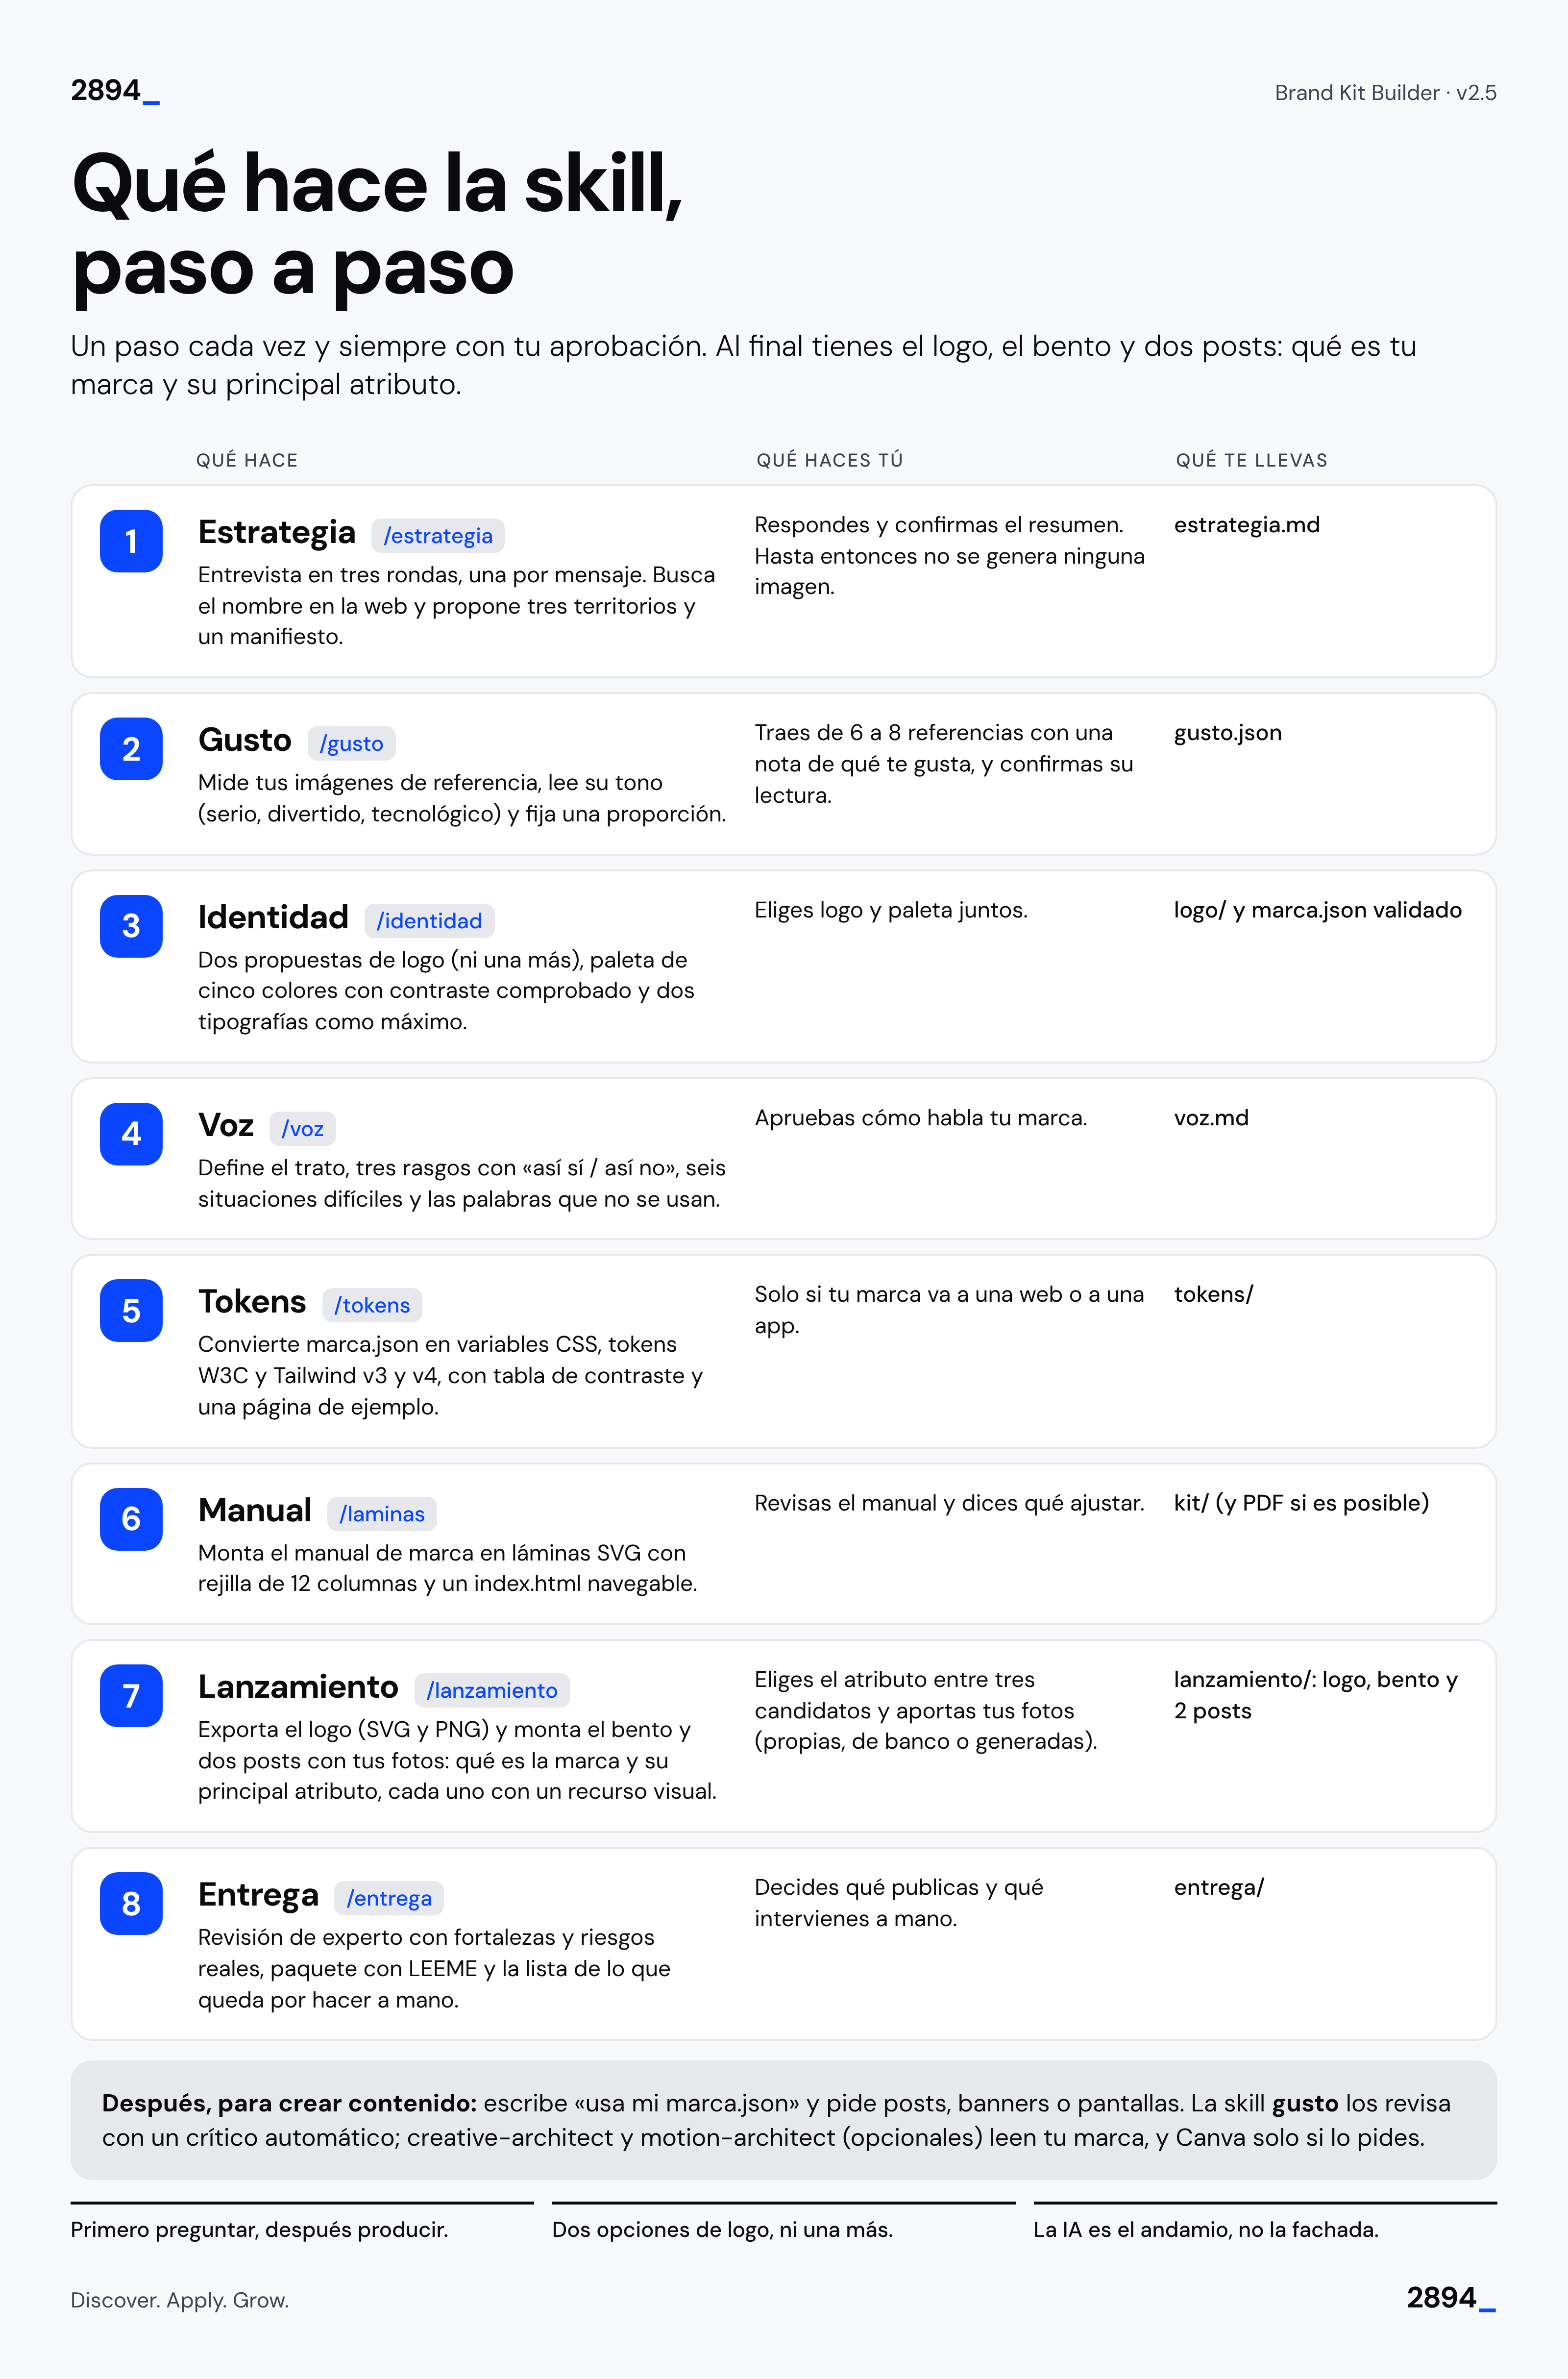 2894_
Brand Kit Builder · v2.5
Qué hace la skill,
paso a paso
Un paso cada vez y siempre con tu aprobación. Al final tienes el logo, el bento y dos posts: qué es tu
marca y su principal atributo.
QUÉ HACE
QUÉ HACES TÚ
QUÉ TE LLEVAS
1
Estrategia /estrategia
Entrevista en tres rondas, una por mensaje. Busca
el nombre en la web y propone tres territorios y
un manifiesto.
Respondes y confirmas el resumen.
Hasta entonces no se genera ninguna
imagen.
estrategia.md
2
Gusto /gusto
Mide tus imágenes de referencia, lee su tono
(serio, divertido, tecnológico) y fija una proporción.
Traes de 6 a 8 referencias con una
nota de qué te gusta, y confirmas su
lectura.
gusto.json
3
Identidad /identidad
Dos propuestas de logo (ni una más), paleta de
cinco colores con contraste comprobado y dos
tipografías como máximo.
Eliges logo y paleta juntos.
logo/ y marca.json validado
4
Voz /voz
Define el trato, tres rasgos con «así sí / así no», seis
situaciones difíciles y las palabras que no se usan.
Apruebas cómo habla tu marca.
voz.md
5
Tokens /tokens
Convierte marca.json en variables CSS, tokens
W3C y Tailwind v3 y v4, con tabla de contraste y
una página de ejemplo.
Solo si tu marca va a una web o a una
app.
tokens/
6
Manual /laminas
Monta el manual de marca en láminas SVG con
rejilla de 12 columnas y un index.html navegable.
Revisas el manual y dices qué ajustar.
kit/ (y PDF si es posible)
7
Lanzamiento /lanzamiento
Exporta el logo (SVG y PNG) y monta el bento y
dos posts con tus fotos: qué es la marca y su
principal atributo, cada uno con un recurso visual.
Eliges el atributo entre tres
candidatos y aportas tus fotos
(propias, de banco o generadas).
lanzamiento/: logo, bento y
2 posts
8
Entrega /entrega
Revisión de experto con fortalezas y riesgos
reales, paquete con LEEME y la lista de lo que
queda por hacer a mano.
Decides qué publicas y qué
intervienes a mano.
entrega/
Después, para crear contenido: escribe «usa mi marca.json» y pide posts, banners o pantallas. La skill gusto los revisa
con un crítico automático; creative-architect y motion-architect (opcionales) leen tu marca, y Canva solo si lo pides.
Primero preguntar, después producir.
Dos opciones de logo, ni una más.
La IA es el andamio, no la fachada.
Discover. Apply. Grow.
2894_